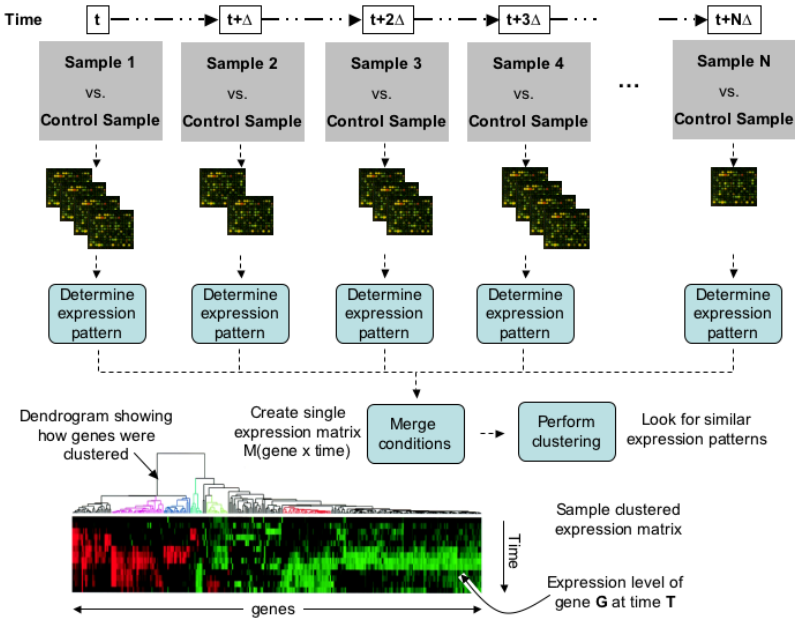 Time
t
t+Δ
t+2Δ
t+3Δ
t+NΔ
Sample 1
vs.
Control Sample
Sample 2
vs.
Control Sample
Sample 3
vs.
Control Sample
Sample 4
vs.
Control Sample
...
Sample N
vs.
Control Sample
Determine
expression
pattern
Determine
expression
pattern
Determine
expression
pattern
Determine
expression
pattern
Determine
expression
pattern
Dendrogram showing
how genes were
clustered
Create single
expression matrix
M(gene x time)
Merge
conditions
Perform
clustering
Look for similar
expression patterns
Sample clustered
expression matrix
Time
Expression level of
gene G at time T
genes